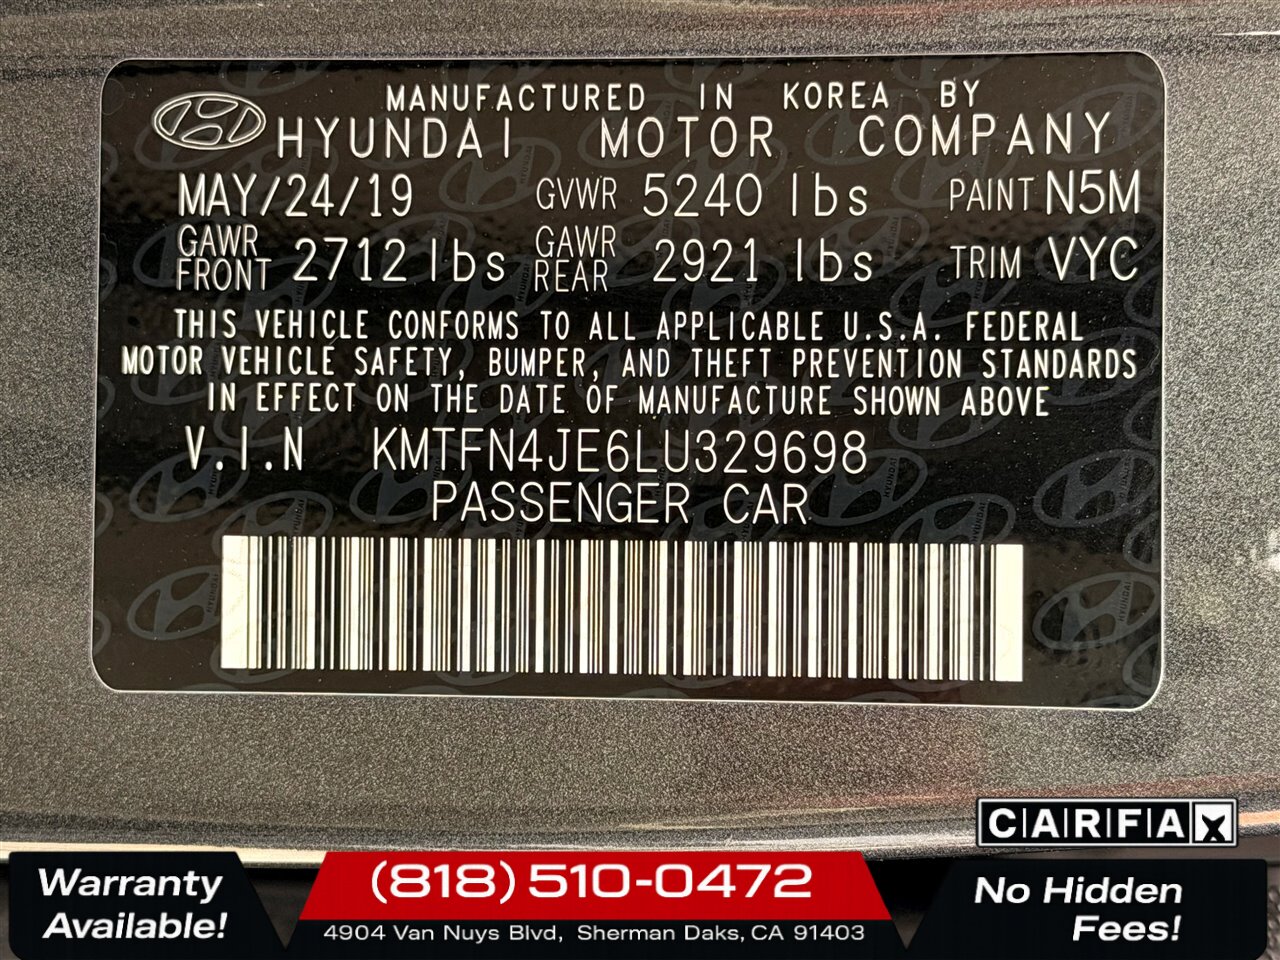 MANUFACTURED IN KOREA BY
HYUNDAI MOTOR COMPANY
MAY/24/19 GVWR 5240 lbs PAINT N5M
GAWR FRONT 2712 lbs GAWR REAR 2921 lbs TRIM VYC
THIS VEHICLE CONFORMS TO ALL APPLICABLE U.S.A. FEDERAL
MOTOR VEHICLE SAFETY, BUMPER, AND THEFT PREVENTION STANDARDS
IN EFFECT ON THE DATE OF MANUFACTURE SHOWN ABOVE
V.I.N KMTFN4JE6LU329698
PASSENGER CAR
CARFAX
Warranty
Available!
(818) 510-0472
4904 Van Nuys Blvd, Sherman Daks, CA 91403
No Hidden
Fees!